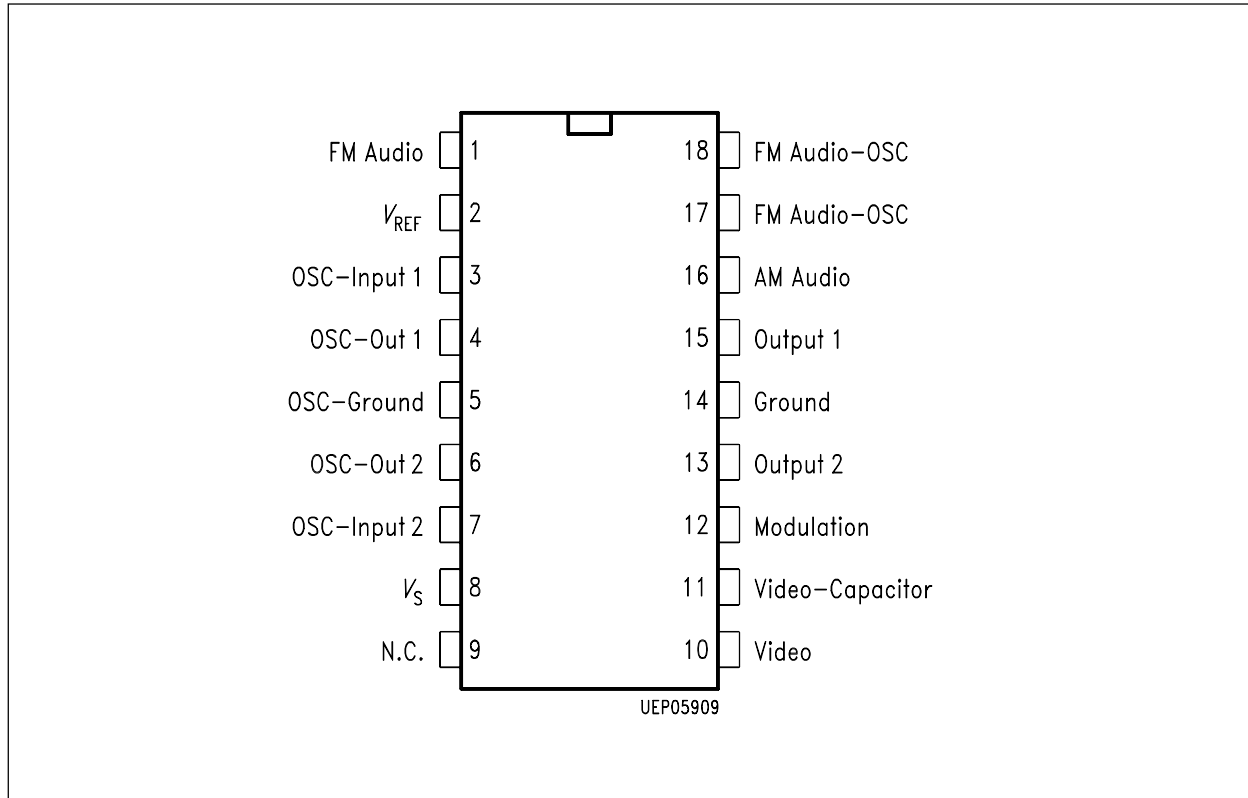 FM Audio 1 18 FM Audio-OSC
VREF 2 17 FM Audio-OSC
OSC-Input 1 3 16 AM Audio
OSC-Out 1 4 15 Output 1
OSC-Ground 5 14 Ground
OSC-Out 2 6 13 Output 2
OSC-Input 2 7 12 Modulation
VS 8 11 Video-Capacitor
N.C. 9 10 Video
UEP05909